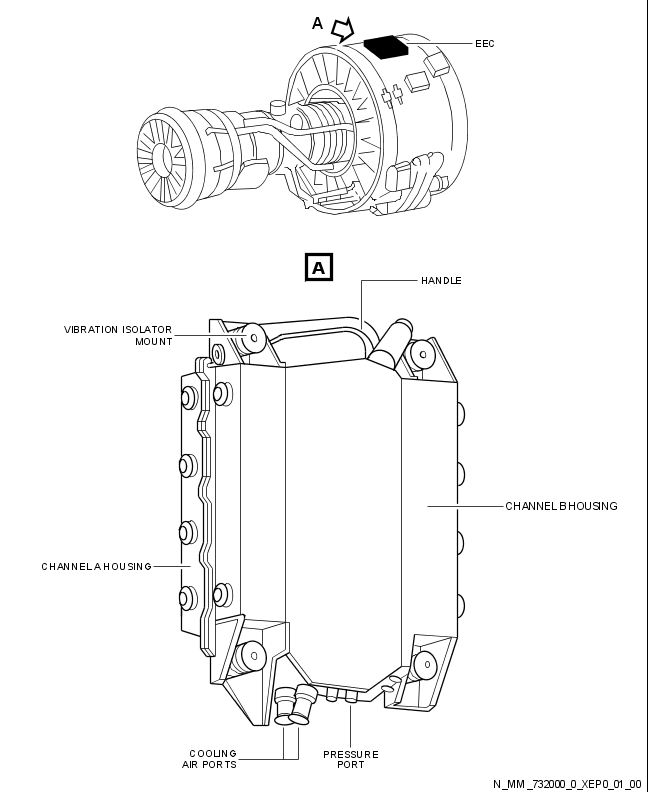 A
EEC
A
HANDLE
VIBRATION ISOLATOR
MOUNT
CHANNEL B HOUSING
CHANNEL A HOUSING
COOLING
AIR PORTS
PRESSURE
PORT
N_MM_732000_0_XEP0_01_00